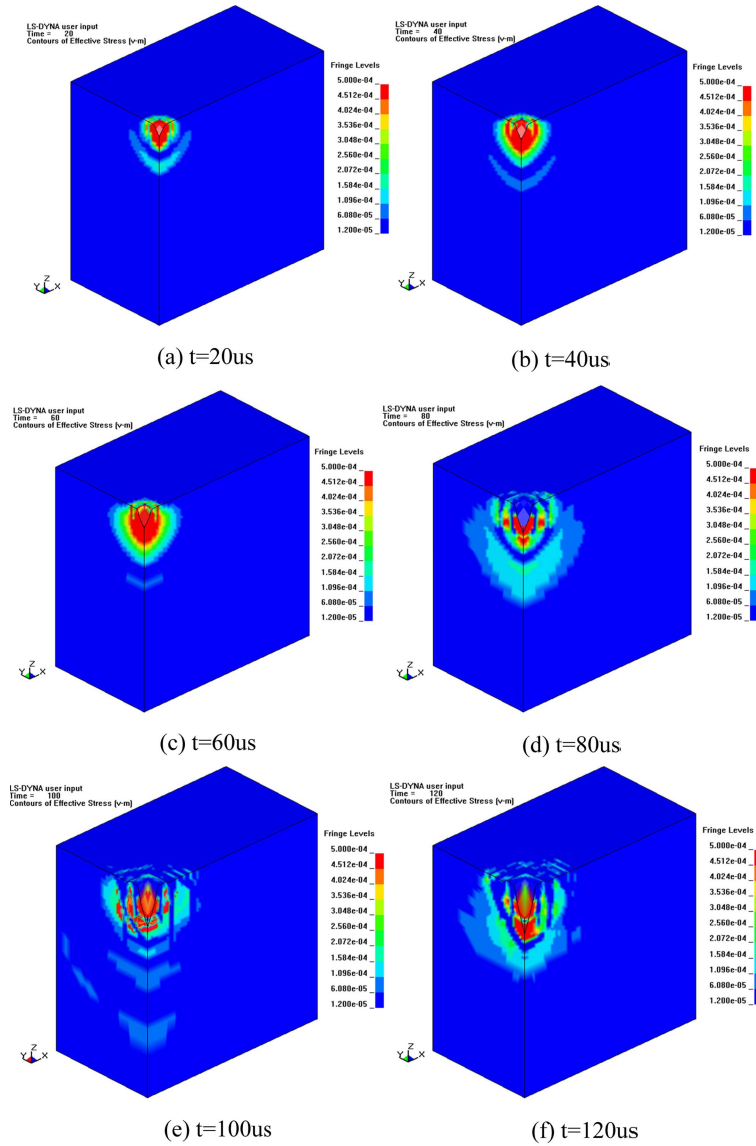 LS-DYNA user input
Time = 20
Contours of Effective Stress (v-m)
Fringe Levels
5.000e-04
4.512e-04
4.024e-04
3.536e-04
3.048e-04
2.560e-04
2.072e-04
1.584e-04
1.096e-04
6.080e-05
1.200e-05
Z
Y X
(a) t=20us
LS-DYNA user input
Time = 40
Contours of Effective Stress (v-m)
Fringe Levels
5.000e-04
4.512e-04
4.024e-04
3.536e-04
3.048e-04
2.560e-04
2.072e-04
1.584e-04
1.096e-04
6.080e-05
1.200e-05
Z
Y X
(b) t=40us
LS-DYNA user input
Time = 60
Contours of Effective Stress (v-m)
Fringe Levels
5.000e-04
4.512e-04
4.024e-04
3.536e-04
3.048e-04
2.560e-04
2.072e-04
1.584e-04
1.096e-04
6.080e-05
1.200e-05
Z
Y X
(c) t=60us
LS-DYNA user input
Time = 80
Contours of Effective Stress (v-m)
Fringe Levels
5.000e-04
4.512e-04
4.024e-04
3.536e-04
3.048e-04
2.560e-04
2.072e-04
1.584e-04
1.096e-04
6.080e-05
1.200e-05
Z
Y X
(d) t=80us
LS-DYNA user input
Time = 100
Contours of Effective Stress (v-m)
Fringe Levels
5.000e-04
4.512e-04
4.024e-04
3.536e-04
3.048e-04
2.560e-04
2.072e-04
1.584e-04
1.096e-04
6.080e-05
1.200e-05
Z
Y X
(e) t=100us
LS-DYNA user input
Time = 120
Contours of Effective Stress (v-m)
Fringe Levels
5.000e-04
4.512e-04
4.024e-04
3.536e-04
3.048e-04
2.560e-04
2.072e-04
1.584e-04
1.096e-04
6.080e-05
1.200e-05
Z
Y X
(f) t=120us